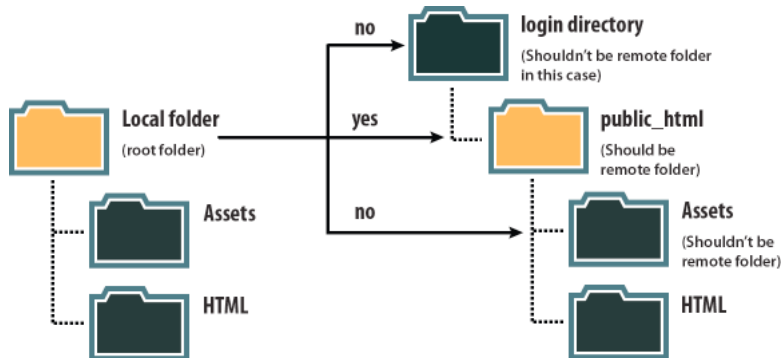 no
login directory
(Shouldn't be remote folder
in this case)
Local folder
(root folder)
yes
public_html
(Should be
remote folder)
no
Assets
Assets
(Shouldn't be
remote folder)
HTML
HTML